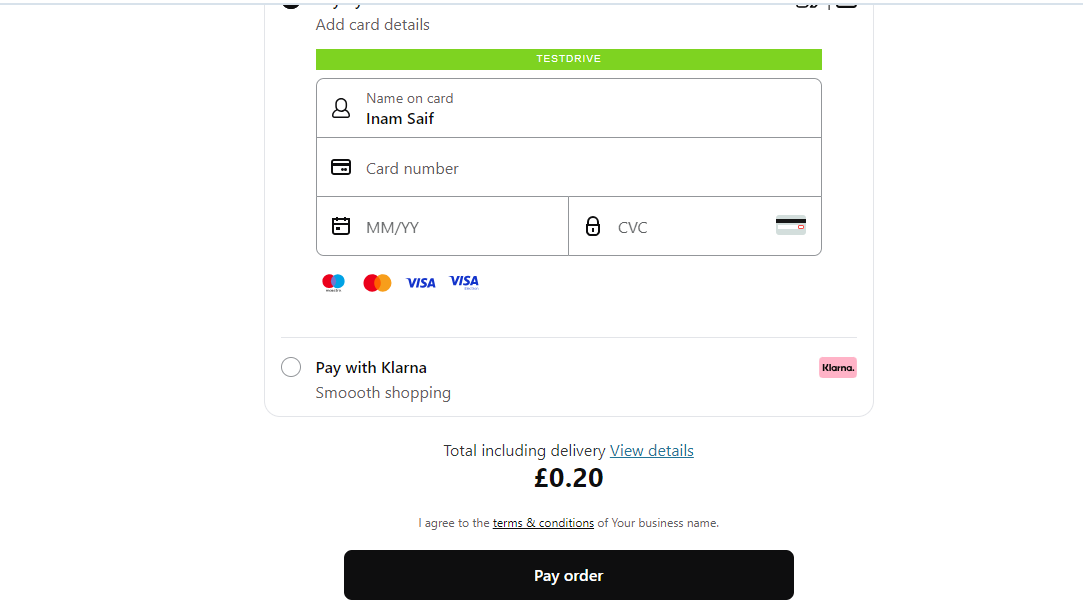 Add card details
TESTDRIVE
Name on card
Inam Saif
Card number
MM/YY
CVC
maestro VISA VISA
Electron
Pay with Klarna
Klarna.
Smoooth shopping
Total including delivery View details
£0.20
I agree to the terms & conditions of Your business name.
Pay order